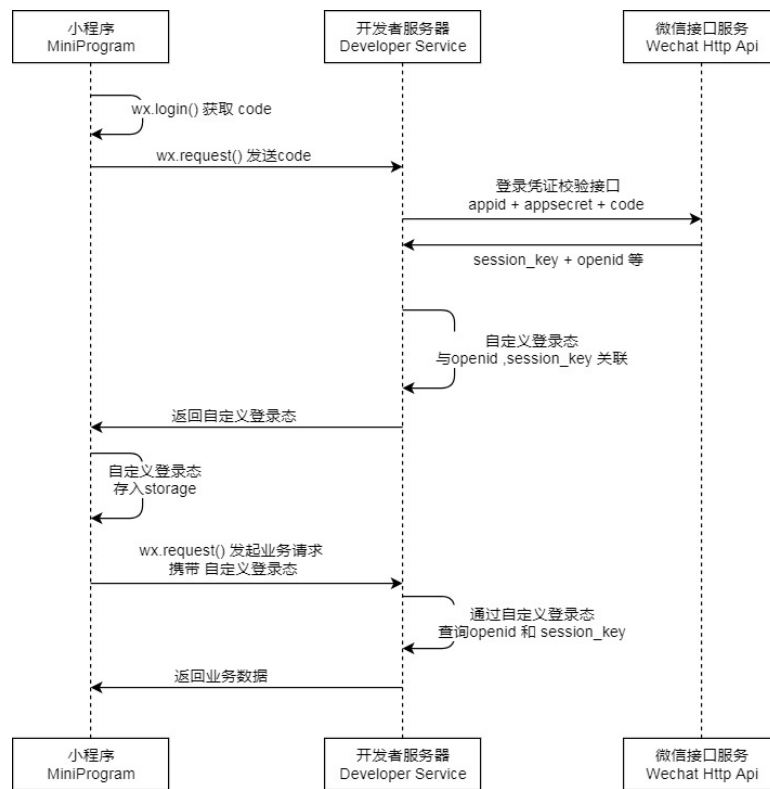 小程序
MiniProgram
开发者服务器
Developer Service
微信接口服务
Wechat Http Api
wx.login() 获取 code
wx.request() 发送code
登录凭证校验接口
appid + appsecret + code
session_key + openid 等
自定义登录态
与openid ,session_key 关联
返回自定义登录态
自定义登录态
存入storage
wx.request() 发起业务请求
携带 自定义登录态
通过自定义登录态
查询openid 和 session_key
返回业务数据
小程序
MiniProgram
开发者服务器
Developer Service
微信接口服务
Wechat Http Api